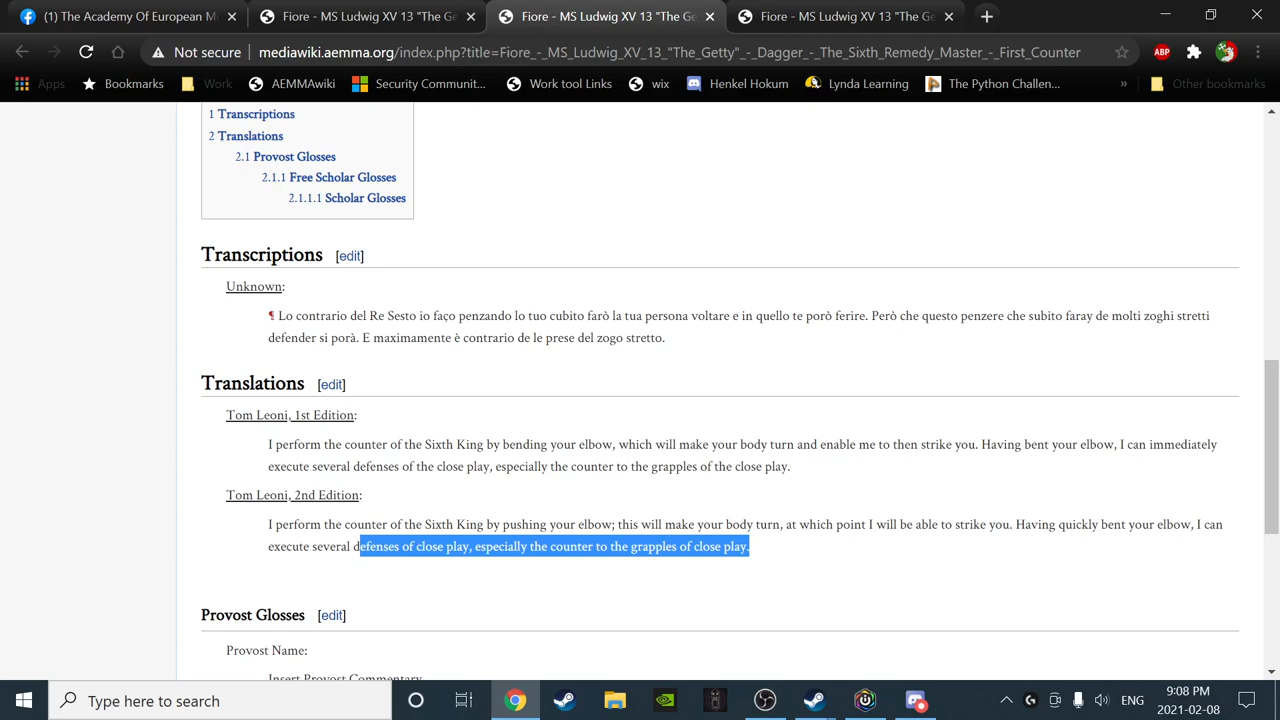 (1) The Academy Of European M
Fiore - MS Ludwig XV 13 "The Ge
Fiore - MS Ludwig XV 13 "The Ge
Fiore - MS Ludwig XV 13 "The Ge
Not secure | mediawiki.aemma.org/index.php?title=Fiore_-_MS_Ludwig_XV_13_"The_Getty"_-_Dagger_-_The_Sixth_Remedy_Master_-_First_Counter
ABP
Apps Bookmarks Work AEMMAwiki Security Communit... Work tool Links wix Henkel Hokum Lynda Learning The Python Challen... » Other bookmarks
1 Transcriptions
2 Translations
2.1 Provost Glosses
2.1.1 Free Scholar Glosses
2.1.1.1 Scholar Glosses
Transcriptions [edit]
Unknown:
¶ Lo contrario del Re Sesto io faço penzando lo tuo cubito farò la tua persona voltare e in quello te porò ferire. Però che questo penzere che subito faray de molti zoghi stretti
defender si porà. E maximamente è contrario de le prese del zogo stretto.
Translations [edit]
Tom Leoni, 1st Edition:
I perform the counter of the Sixth King by bending your elbow, which will make your body turn and enable me to then strike you. Having bent your elbow, I can immediately
execute several defenses of the close play, especially the counter to the grapples of the close play.
Tom Leoni, 2nd Edition:
I perform the counter of the Sixth King by pushing your elbow; this will make your body turn, at which point I will be able to strike you. Having quickly bent your elbow, I can
execute several defenses of close play, especially the counter to the grapples of close play.
Provost Glosses [edit]
Provost Name:
Insert Provost Commentary
Type here to search
ENG
9:08 PM
2021-02-08